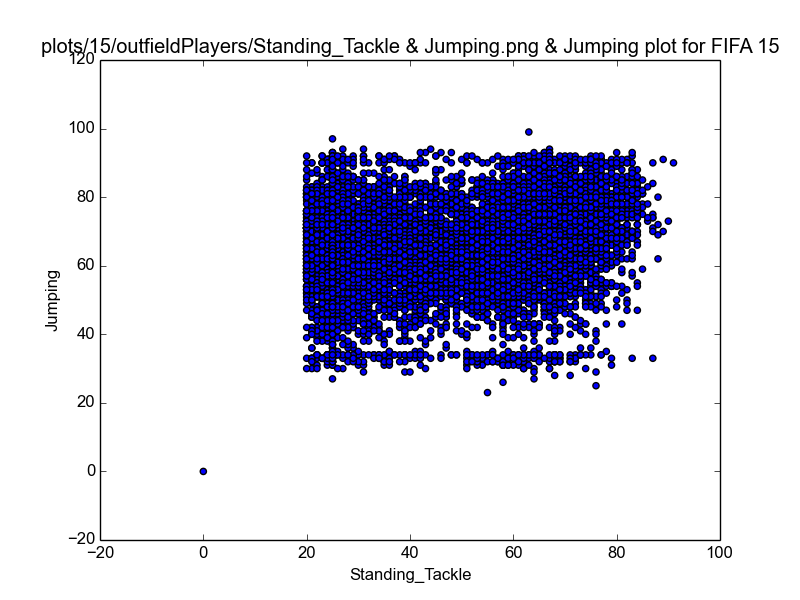 plots/15/outfieldPlayers/Standing_Tackle & Jumping.png & Jumping plot for FIFA 15
120
100
80
60
40
20
0
−20
Jumping
−20 0 20 40 60 80 100
Standing_Tackle